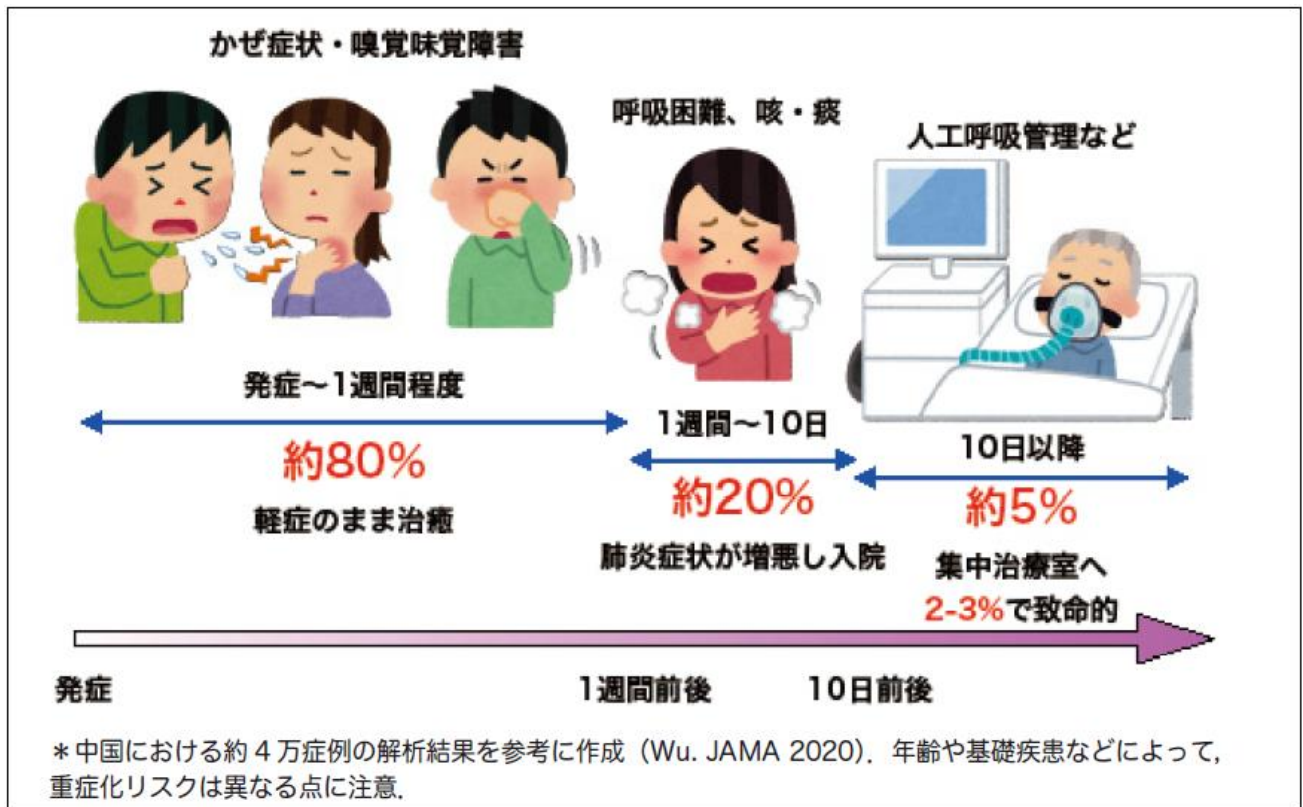 かぜ症状・嗅覚味覚障害
呼吸困難、咳・痰
人工呼吸管理など
発症〜1週間程度
約80%
軽症のまま治癒
1週間〜10日
約20%
肺炎症状が増悪し入院
10日以降
約5%
集中治療室へ
2-3%で致命的
発症
1週間前後
10日前後
＊中国における約4万症例の解析結果を参考に作成（Wu. JAMA 2020）．年齢や基礎疾患などによって，
重症化リスクは異なる点に注意．